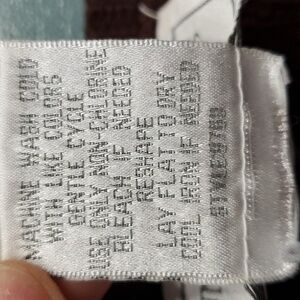 MACHINE WASH COLD
WITH LIKE COLORS
GENTLE CYCLE
USE ONLY NON-CHLORINE
BLEACH IF NEEDED
RESHAPE
LAY FLAT TO DRY
COOL IRON IF NEEDED